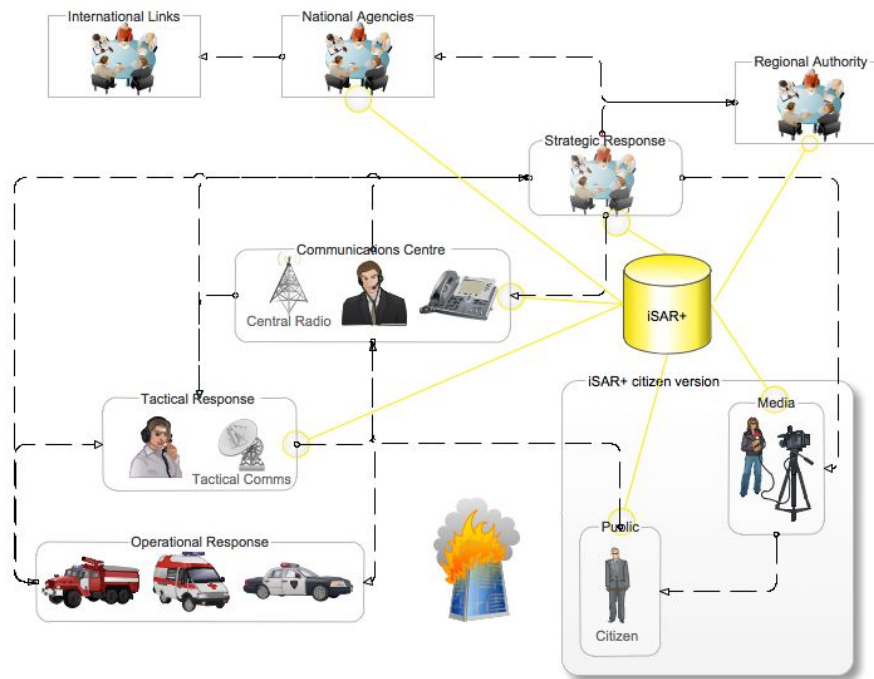 International Links
National Agencies
Regional Authority
Strategic Response
Communications Centre
Central Radio
iSAR+
iSAR+ citizen version
Tactical Response
Media
Tactical Comms
Public
Operational Response
Citizen